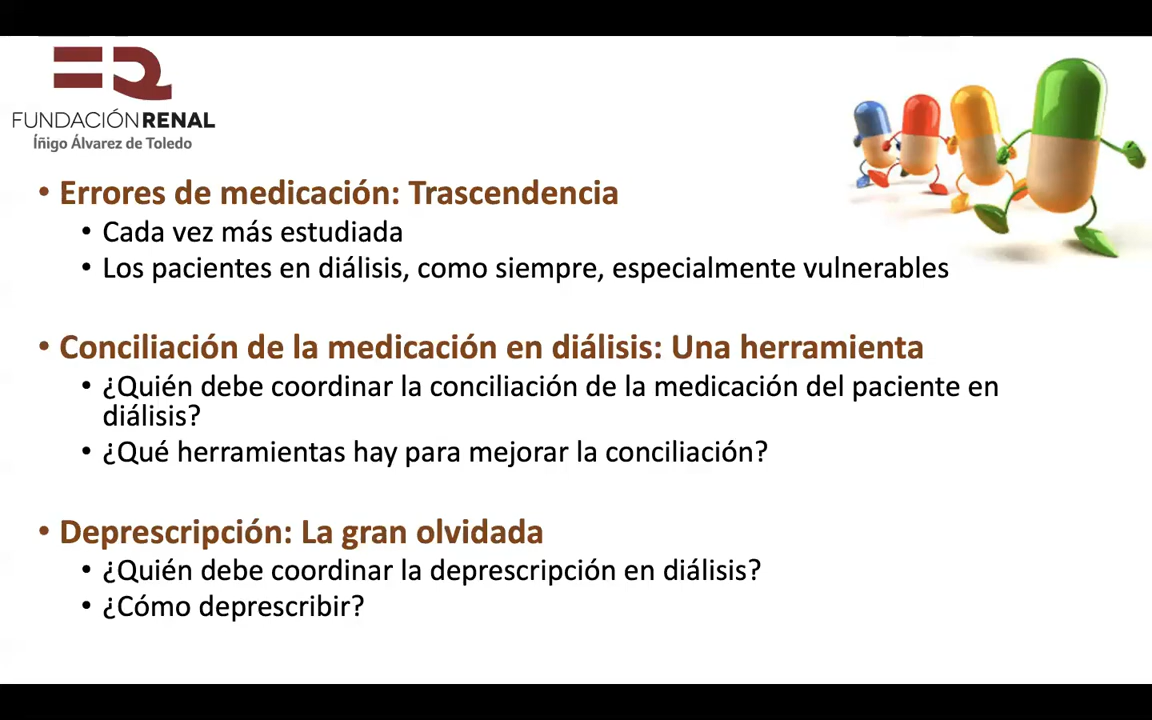 FUNDACIÓNRENAL
Íñigo Álvarez de Toledo
• Errores de medicación: Trascendencia
• Cada vez más estudiada
• Los pacientes en diálisis, como siempre, especialmente vulnerables
• Conciliación de la medicación en diálisis: Una herramienta
• ¿Quién debe coordinar la conciliación de la medicación del paciente en
diálisis?
• ¿Qué herramientas hay para mejorar la conciliación?
• Deprescripción: La gran olvidada
• ¿Quién debe coordinar la deprescripción en diálisis?
• ¿Cómo deprescribir?